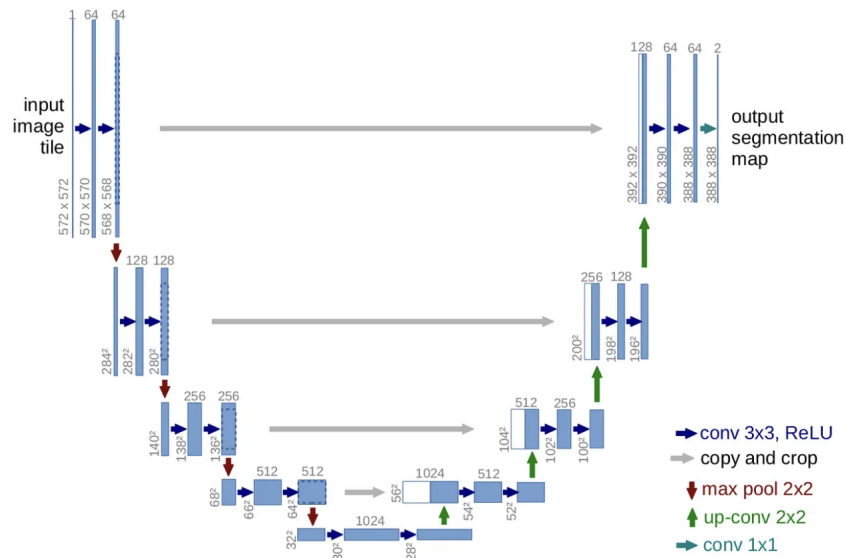 1 64 64
128 64 64 2
input
image
tile
output
segmentation
map
572 x 572
570 x 570
568 x 568
392 x 392
390 x 390
388 x 388
388 x 388
128 128
256 128
284²
282²
280²
200²
198²
196²
256 256
512 256
140²
138²
136²
104²
102²
100²
512 512
1024 512
68²
66²
64²
56²
54²
52²
1024
32²
conv 3x3, ReLU
copy and crop
max pool 2x2
up-conv 2x2
conv 1x1